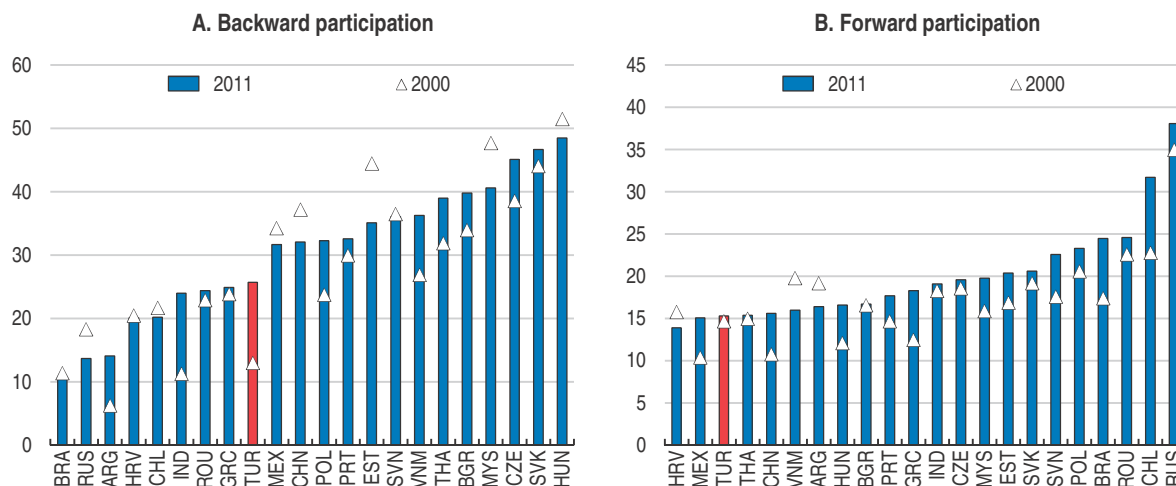 A. Backward participation
60
50
40
30
20
10
0
2011
△2000
BRA
RUS
ARG
HRV
CHL
IND
ROU
GRC
TUR
MEX
CHN
POL
PRT
EST
SVN
VNM
THA
BGR
MYS
CZE
SVK
HUN
B. Forward participation
45
40
35
30
25
20
15
10
5
0
2011
△2000
HRV
MEX
TUR
THA
CHN
VNM
ARG
HUN
BGR
PRT
GRC
IND
CZE
MYS
EST
SVK
SVN
POL
BRA
ROU
CHL
RUS